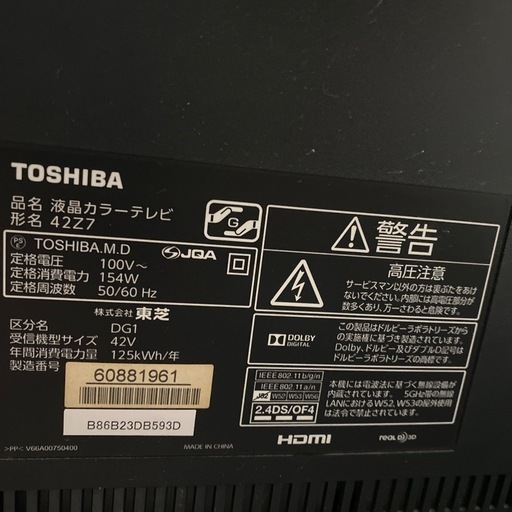 TOSHIBA
品名 液晶カラーテレビ
形名 42Z7
G
PS E TOSHIBA.M.D
JQA
定格電圧 100V～
定格消費電力 154W
定格周波数 50/60 Hz
株式会社 東芝
区分名 DG1
受信機型サイズ 42V
年間消費電力量 125kWh/年
製造番号
60881961
B86B23DB593D
>PP< V66A00750400
MADE IN CHINA
警告
高圧注意
サービスマン以外の方は裏ぶたをあけ
ないでください。内部には高電圧部分が
数多くあり、万一さわると危険です。
DOLBY
DIGITAL
この製品はドルビーラボラトリーズから
の実施権に基づき製造されています。
Dolby、ドルビー及びダブルD記号は
ドルビーラボラトリーズの商標です。
IEEE802.11b/g/n
IEEE802.11a/n
W52 W53 W56
2.4DS/OF4
本機には電波法に基づく無線設備が
内蔵されています。 5GHz帯の無線
LANにおけるW52、W53の屋外使用
は法令で禁止されています。
HDMI
REAL D 3D